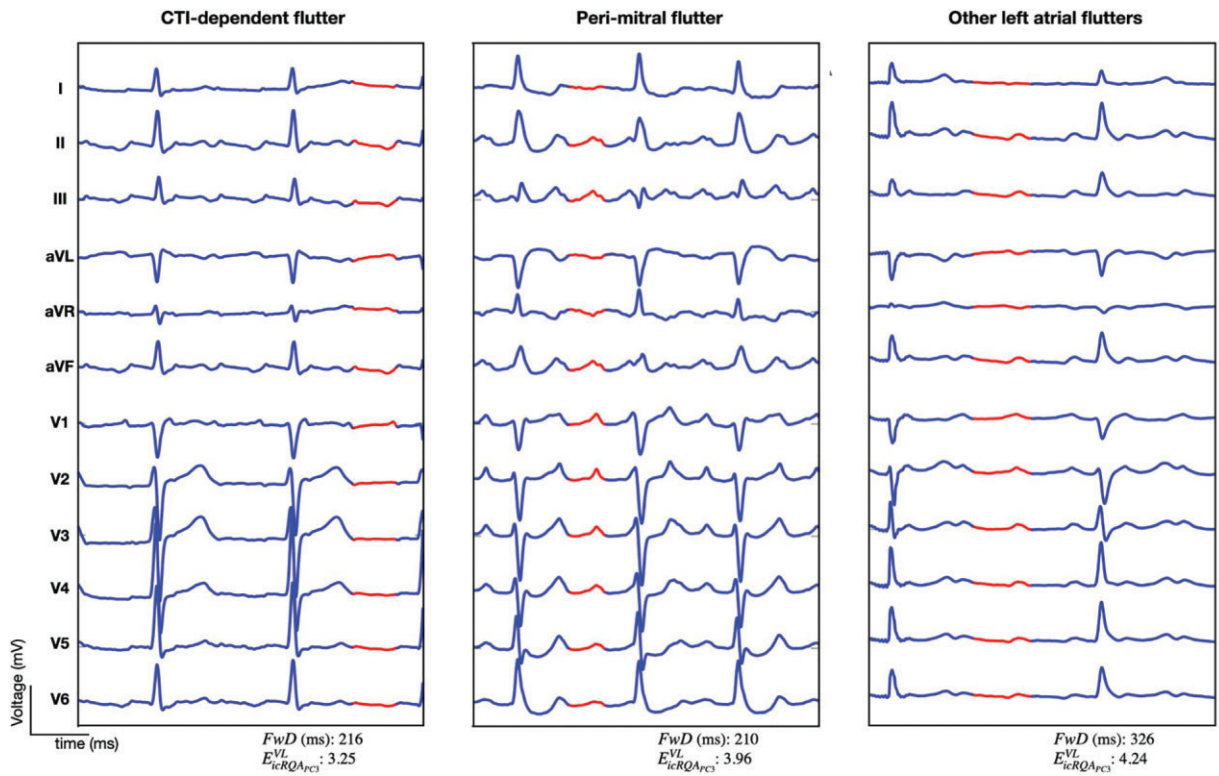 CTI-dependent flutter
Peri-mitral flutter
Other left atrial flutters
I
II
III
aVL
aVR
aVF
V1
V2
V3
V4
V5
V6
Voltage (mV)
time (ms)
FwD (ms): 216
E^{VL}_{icRQA_{PC3}}: 3.25
FwD (ms): 210
E^{VL}_{icRQA_{PC3}}: 3.96
FwD (ms): 326
E^{VL}_{icRQA_{PC3}}: 4.24